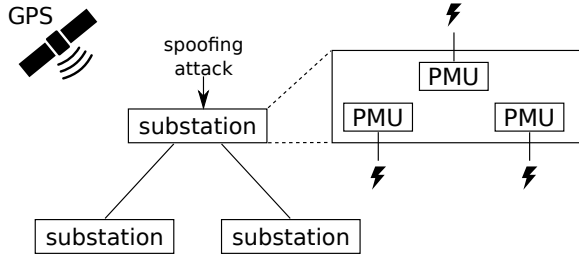 GPS
spoofing
attack
substation
PMU
PMU
PMU
substation
substation